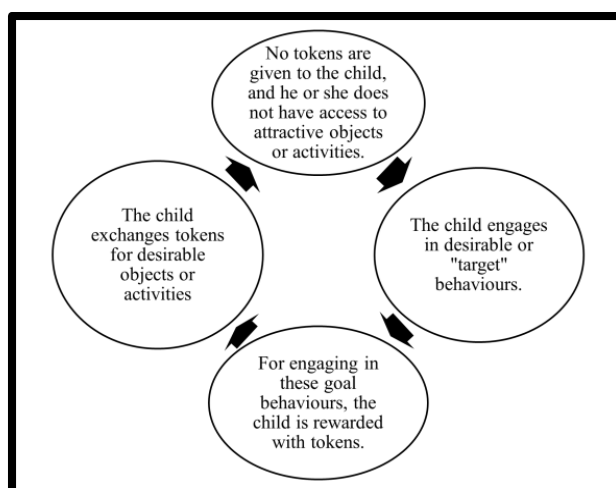 No tokens are
given to the child,
and he or she does
not have access to
attractive objects
or activities.
The child engages
in desirable or
"target"
behaviours.
For engaging in
these goal
behaviours, the
child is rewarded
with tokens.
The child
exchanges tokens
for desirable
objects or
activities